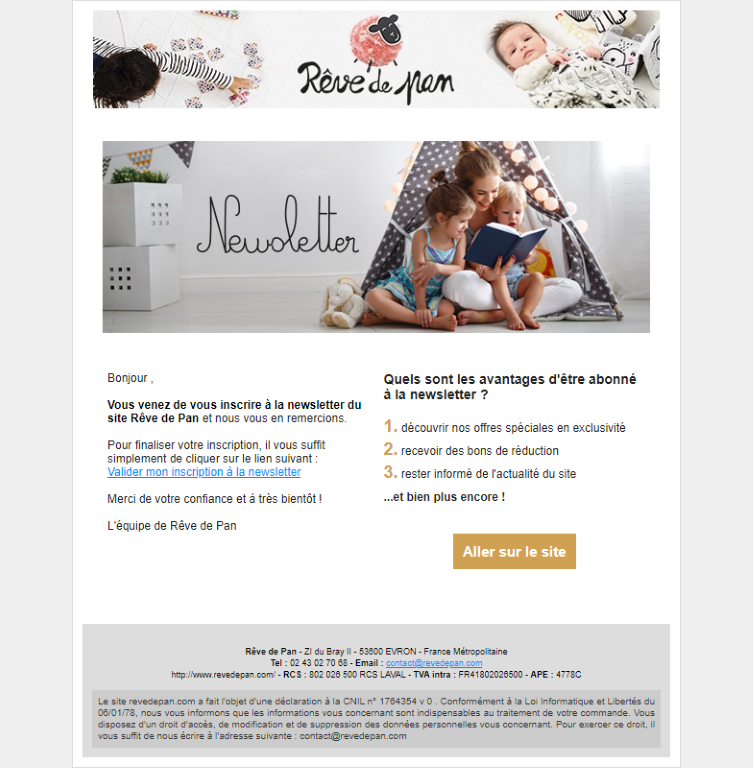 Rêve de pan
Newsletter
Bonjour ,
Vous venez de vous inscrire à la newsletter du
site Rêve de Pan et nous vous en remercions.
Pour finaliser votre inscription, il vous suffit
simplement de cliquer sur le lien suivant :
Valider mon inscription à la newsletter
Merci de votre confiance et à très bientôt !
L'équipe de Rêve de Pan
Quels sont les avantages d'être abonné
à la newsletter ?
1. découvrir nos offres spéciales en exclusivité
2. recevoir des bons de réduction
3. rester informé de l'actualité du site
...et bien plus encore !
Aller sur le site
Rêve de Pan - ZI du Bray II - 53600 EVRON - France Métropolitaine
Tel : 02 43 02 70 68 - Email : contact@revedepan.com
http://www.revedepan.com/ - RCS : 802 026 500 RCS LAVAL - TVA intra : FR41802026500 - APE : 4778C
Le site revedepan.com a fait l'objet d'une déclaration à la CNIL n° 1764354 v 0 . Conformément à la Loi Informatique et Libertés du
06/01/78, nous vous informons que les informations vous concernant sont indispensables au traitement de votre commande. Vous
disposez d'un droit d'accès, de modification et de suppression des données personnelles vous concernant. Pour exercer ce droit, il
vous suffit de nous écrire à l'adresse suivante : contact@revedepan.com